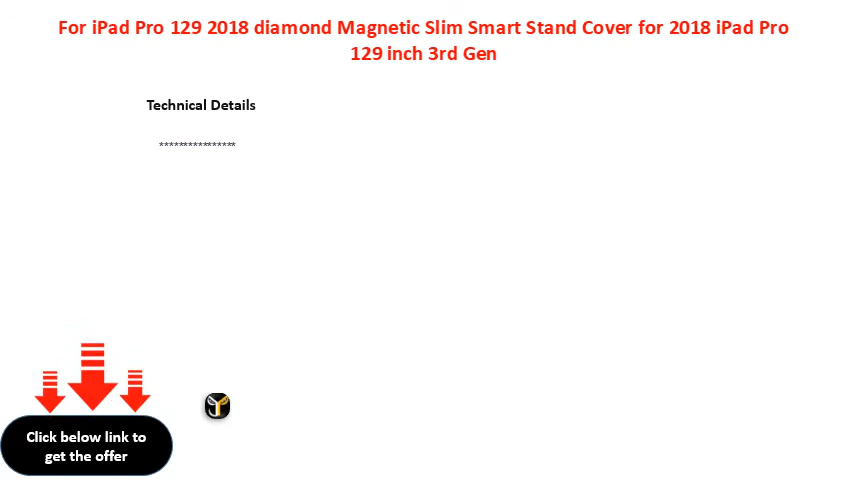 For iPad Pro 129 2018 diamond Magnetic Slim Smart Stand Cover for 2018 iPad Pro
129 inch 3rd Gen
Technical Details
****************
Click below link to
get the offer